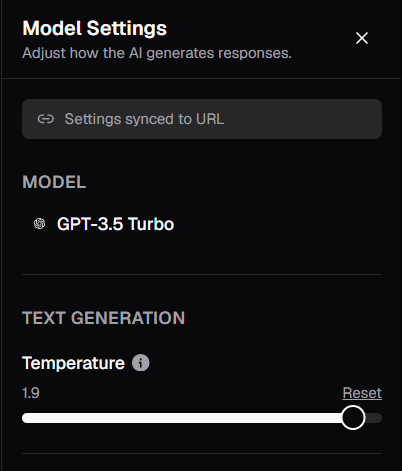 Model Settings
Adjust how the AI generates responses.
Settings synced to URL
MODEL
GPT-3.5 Turbo
TEXT GENERATION
Temperature
1.9 Reset